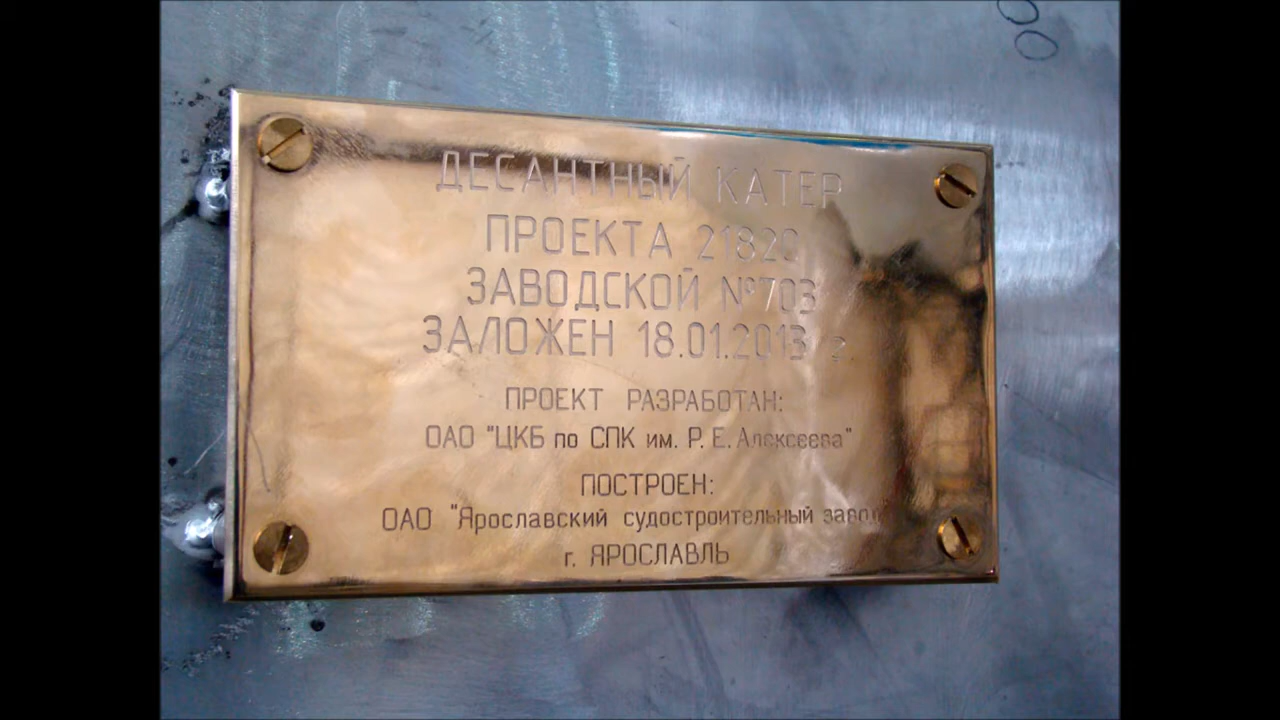 ДЕСАНТНЫЙ КАТЕР
ПРОЕКТА 21820
ЗАВОДСКОЙ №703
ЗАЛОЖЕН 18.01.2013 г.
ПРОЕКТ РАЗРАБОТАН:
ОАО "ЦКБ по СПК им. Р. Е. Алексеева"
ПОСТРОЕН:
ОАО "Ярославский судостроительный завод"
г. ЯРОСЛАВЛЬ